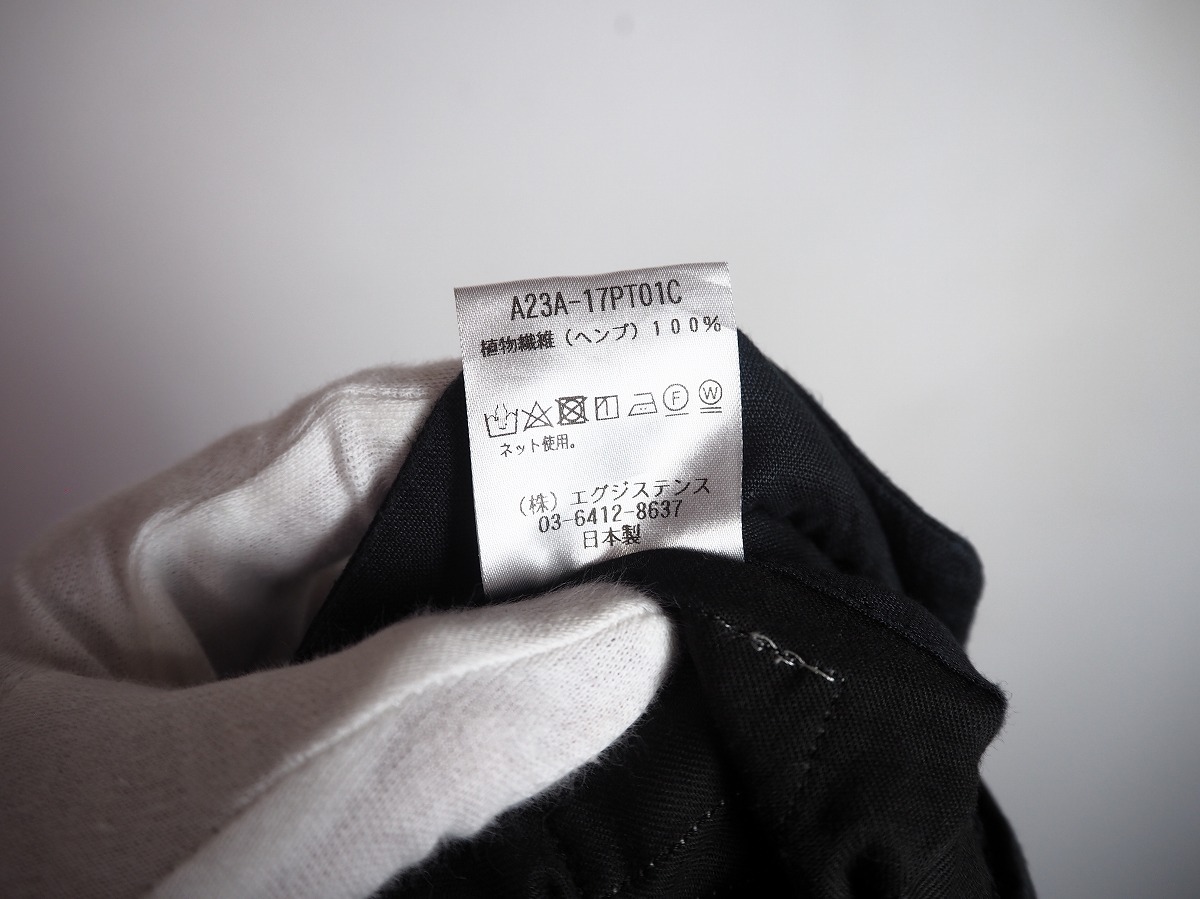 A23A-17PT01C
植物繊維（ヘンプ）１００％
F W
ネット使用。
（株）エグジステンス
03-6412-8637
日本製